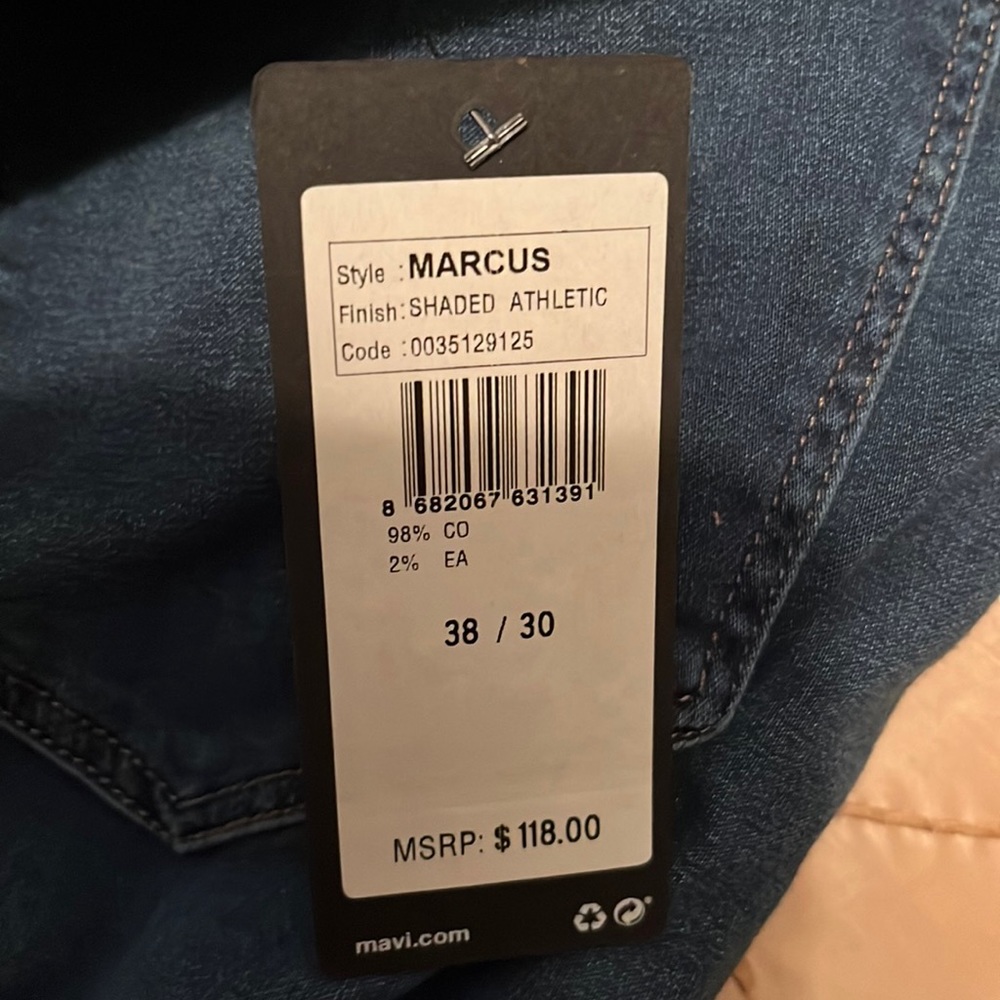 Style :MARCUS
Finish:SHADED ATHLETIC
Code :0035129125
8 682067 631391
98% CO
2% EA
38 / 30
MSRP: $118.00
mavi.com